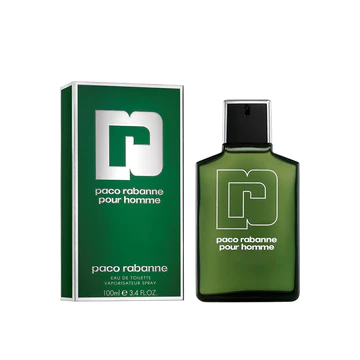 paco rabanne
pour homme
paco rabanne
EAU DE TOILETTE
VAPORISATEUR SPRAY
100ml ℮ 3.4 FL.OZ.
paco rabanne
pour homme